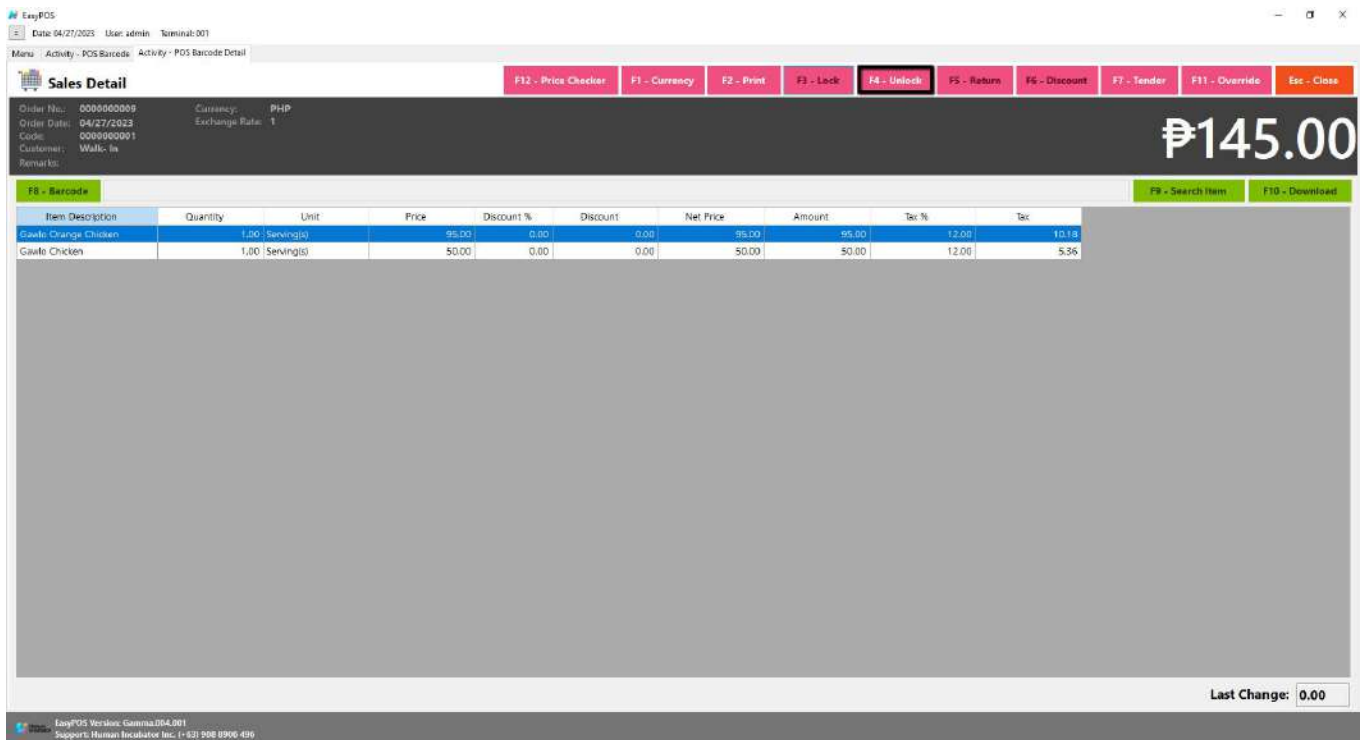 EasyPOS
Date: 04/27/2023 User: admin Terminal: 001
Menu Activity - POS Barcode Activity - POS Barcode Detail
Sales Detail
F12 - Price Checker F1 - Currency F2 - Print F3 - Lock F4 - Unlock F5 - Return F6 - Discount F7 - Tender F11 - Override Esc - Close
Order No.: 0000000009 Currency: PHP
Order Date: 04/27/2023 Exchange Rate: 1
Code: 0000000001
Customer: Walk- In
Remarks:
₱145.00
F8 - Barcode F9 - Search Item F10 - Download
Item Description Quantity Unit Price Discount % Discount Net Price Amount Tax % Tax
Gawlo Orange Chicken 1.00 Serving(s) 95.00 0.00 0.00 95.00 95.00 12.00 10.18
Gawlo Chicken 1.00 Serving(s) 50.00 0.00 0.00 50.00 50.00 12.00 5.36
Last Change: 0.00
EasyPOS Version: Gamma.004.001
Support: Human Incubator Inc. (+63) 908 8906 496